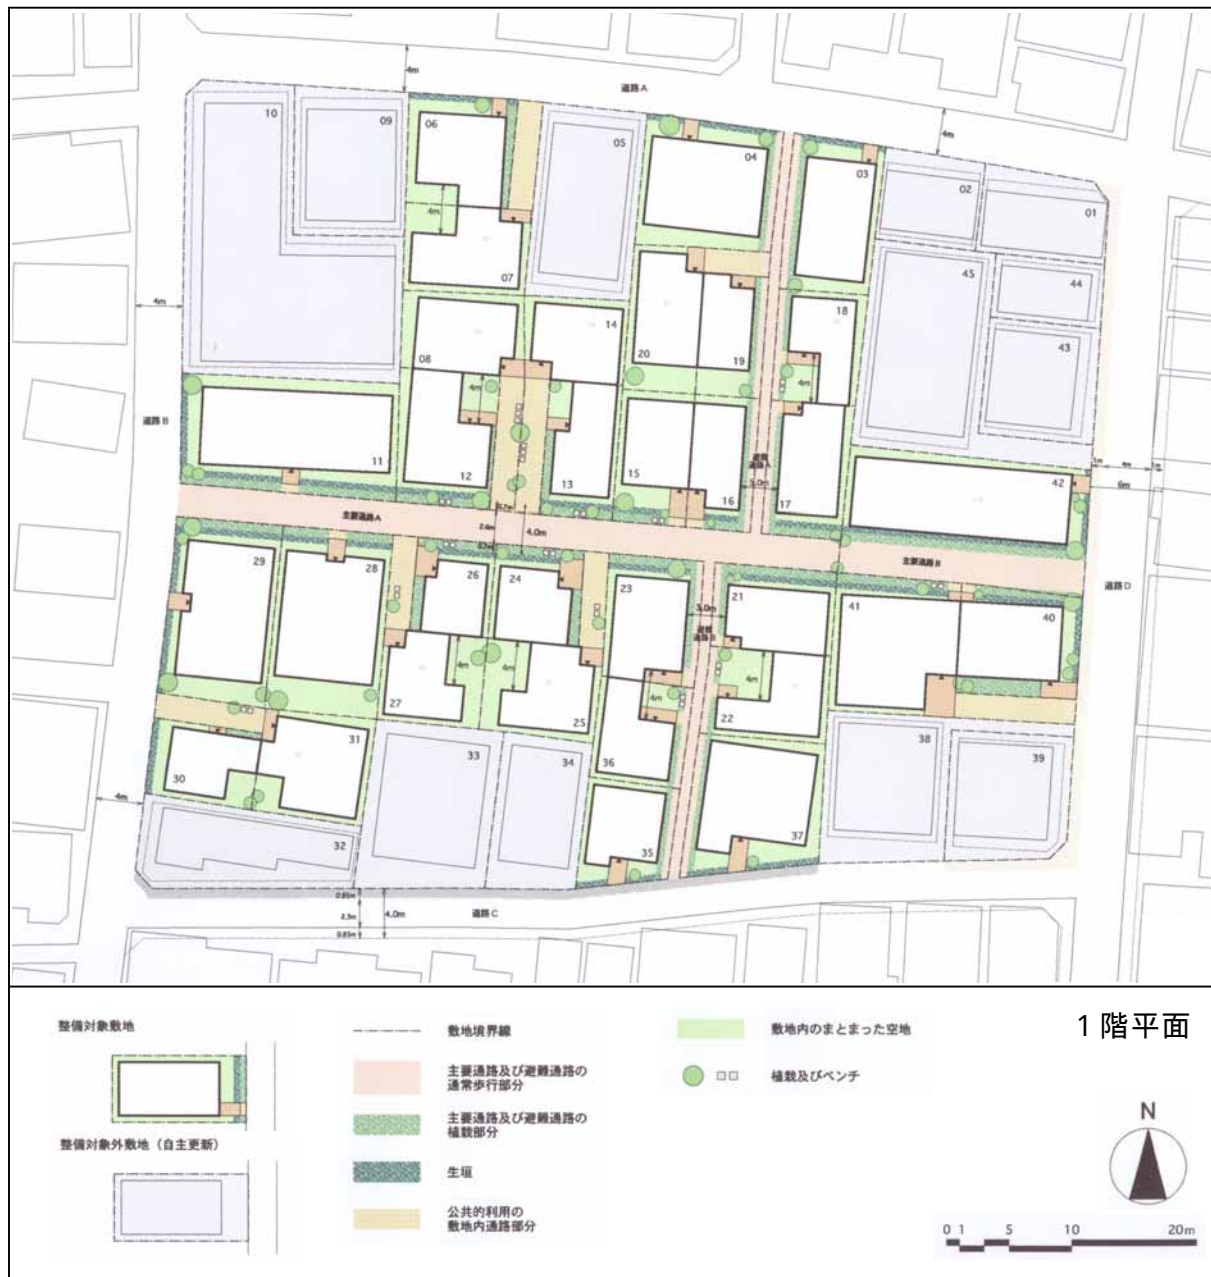 4m
道路A
4m
10
09
06
05
04
03
02
01
4m
07
45
44
43
4m
14
18
08
20
19
4m
4m
道路B
11
12
13
15
16
避難
通路A
3.0m
17
42
1m
4m
1m
6m
主要通路A
0.7m
2.6m
0.7m
4.0m
主要通路B
29
28
26
24
23
3.0m
避難
通路B
21
41
40
道路D
4m
4m
4m
4m
27
25
22
31
30
33
34
36
38
39
4m
32
35
37
0.85m
2.3m
0.85m
4.0m
道路C
整備対象敷地
整備対象外敷地（自主更新）
敷地境界線
主要通路及び避難通路の
通常歩行部分
主要通路及び避難通路の
植栽部分
生垣
公共的利用の
敷地内通路部分
敷地内のまとまった空地
植栽及びベンチ
1階平面
N
0 1 5 10 20m